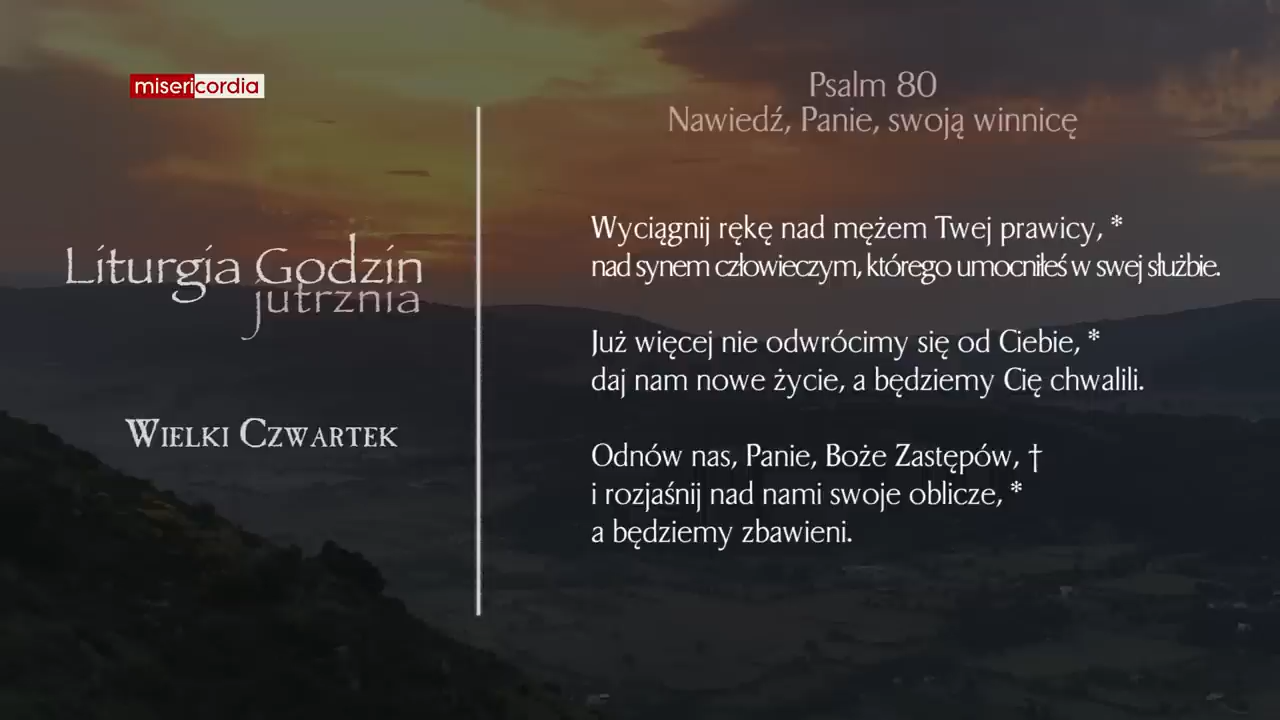 misericordia
Liturgia Godzin
jutrznia
Wielki Czwartek
Psalm 80
Nawiedź, Panie, swoją winnicę
Wyciągnij rękę nad mężem Twej prawicy, *
nad synem człowieczym, którego umocniłeś w swej służbie.
Już więcej nie odwrócimy się od Ciebie, *
daj nam nowe życie, a będziemy Cię chwalili.
Odnów nas, Panie, Boże Zastępów, †
i rozjaśnij nad nami swoje oblicze, *
a będziemy zbawieni.